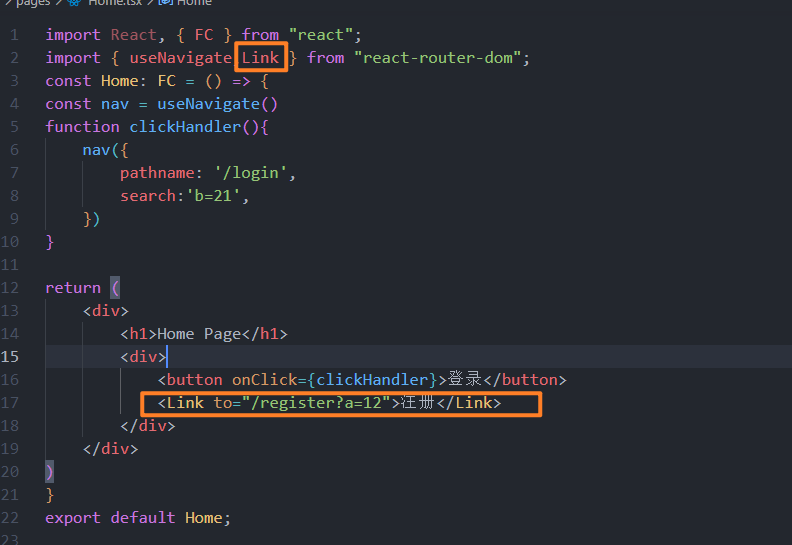 pages > Home.tsx > Home
1 import React, { FC } from "react";
2 import { useNavigate Link } from "react-router-dom";
3 const Home: FC = () => {
4 const nav = useNavigate()
5 function clickHandler(){
6 nav({
7 pathname: '/login',
8 search:'b=21',
9 })
10 }
11
12 return (
13 <div>
14 <h1>Home Page</h1>
15 <div>
16 <button onClick={clickHandler}>登录</button>
17 <Link to="/register?a=12">注册</Link>
18 </div>
19 </div>
20 )
21 }
22 export default Home;
23